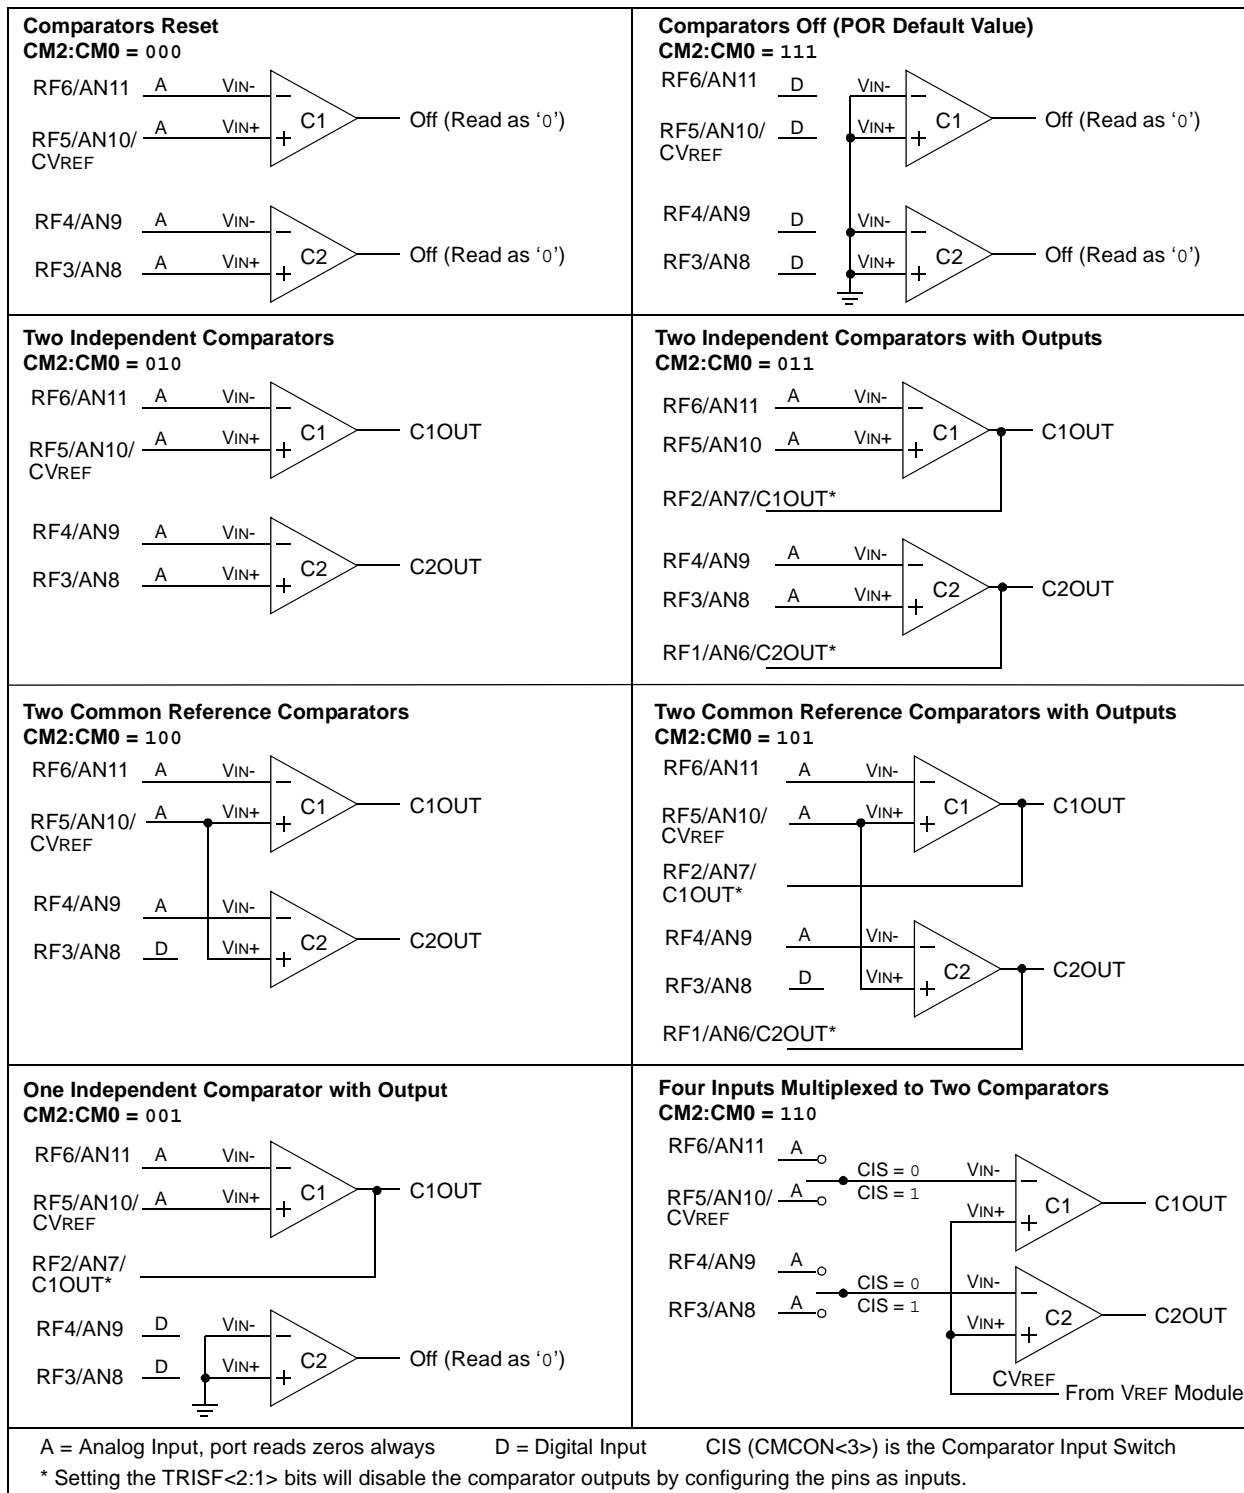 Comparators Reset
CM2:CM0 = 000
RF6/AN11 A VIN-
RF5/AN10/ A VIN+
CVREF
C1
Off (Read as ‘0’)
RF4/AN9 A VIN-
RF3/AN8 A VIN+
C2
Off (Read as ‘0’)
Comparators Off (POR Default Value)
CM2:CM0 = 111
RF6/AN11 D VIN-
RF5/AN10/ D VIN+
CVREF
C1
Off (Read as ‘0’)
RF4/AN9 D VIN-
RF3/AN8 D VIN+
C2
Off (Read as ‘0’)
Two Independent Comparators
CM2:CM0 = 010
RF6/AN11 A VIN-
RF5/AN10/ A VIN+
CVREF
C1
C1OUT
RF4/AN9 A VIN-
RF3/AN8 A VIN+
C2
C2OUT
Two Independent Comparators with Outputs
CM2:CM0 = 011
RF6/AN11 A VIN-
RF5/AN10 A VIN+
C1
C1OUT
RF2/AN7/C1OUT*
RF4/AN9 A VIN-
RF3/AN8 A VIN+
C2
C2OUT
RF1/AN6/C2OUT*
Two Common Reference Comparators
CM2:CM0 = 100
RF6/AN11 A VIN-
RF5/AN10/ A VIN+
CVREF
C1
C1OUT
RF4/AN9 A VIN-
RF3/AN8 D VIN+
C2
C2OUT
Two Common Reference Comparators with Outputs
CM2:CM0 = 101
RF6/AN11 A VIN-
RF5/AN10/ A VIN+
CVREF
C1
C1OUT
RF2/AN7/
C1OUT*
RF4/AN9 A VIN-
RF3/AN8 D VIN+
C2
C2OUT
RF1/AN6/C2OUT*
One Independent Comparator with Output
CM2:CM0 = 001
RF6/AN11 A VIN-
RF5/AN10/ A VIN+
CVREF
C1
C1OUT
RF2/AN7/
C1OUT*
RF4/AN9 D VIN-
RF3/AN8 D VIN+
C2
Off (Read as ‘0’)
Four Inputs Multiplexed to Two Comparators
CM2:CM0 = 110
RF6/AN11 A
CIS = 0 VIN-
RF5/AN10/ A CIS = 1
CVREF
VIN+
C1
C1OUT
RF4/AN9 A
CIS = 0 VIN-
RF3/AN8 A CIS = 1
VIN+
C2
C2OUT
CVREF
From VREF Module
A = Analog Input, port reads zeros always D = Digital Input CIS (CMCON<3>) is the Comparator Input Switch
* Setting the TRISF<2:1> bits will disable the comparator outputs by configuring the pins as inputs.